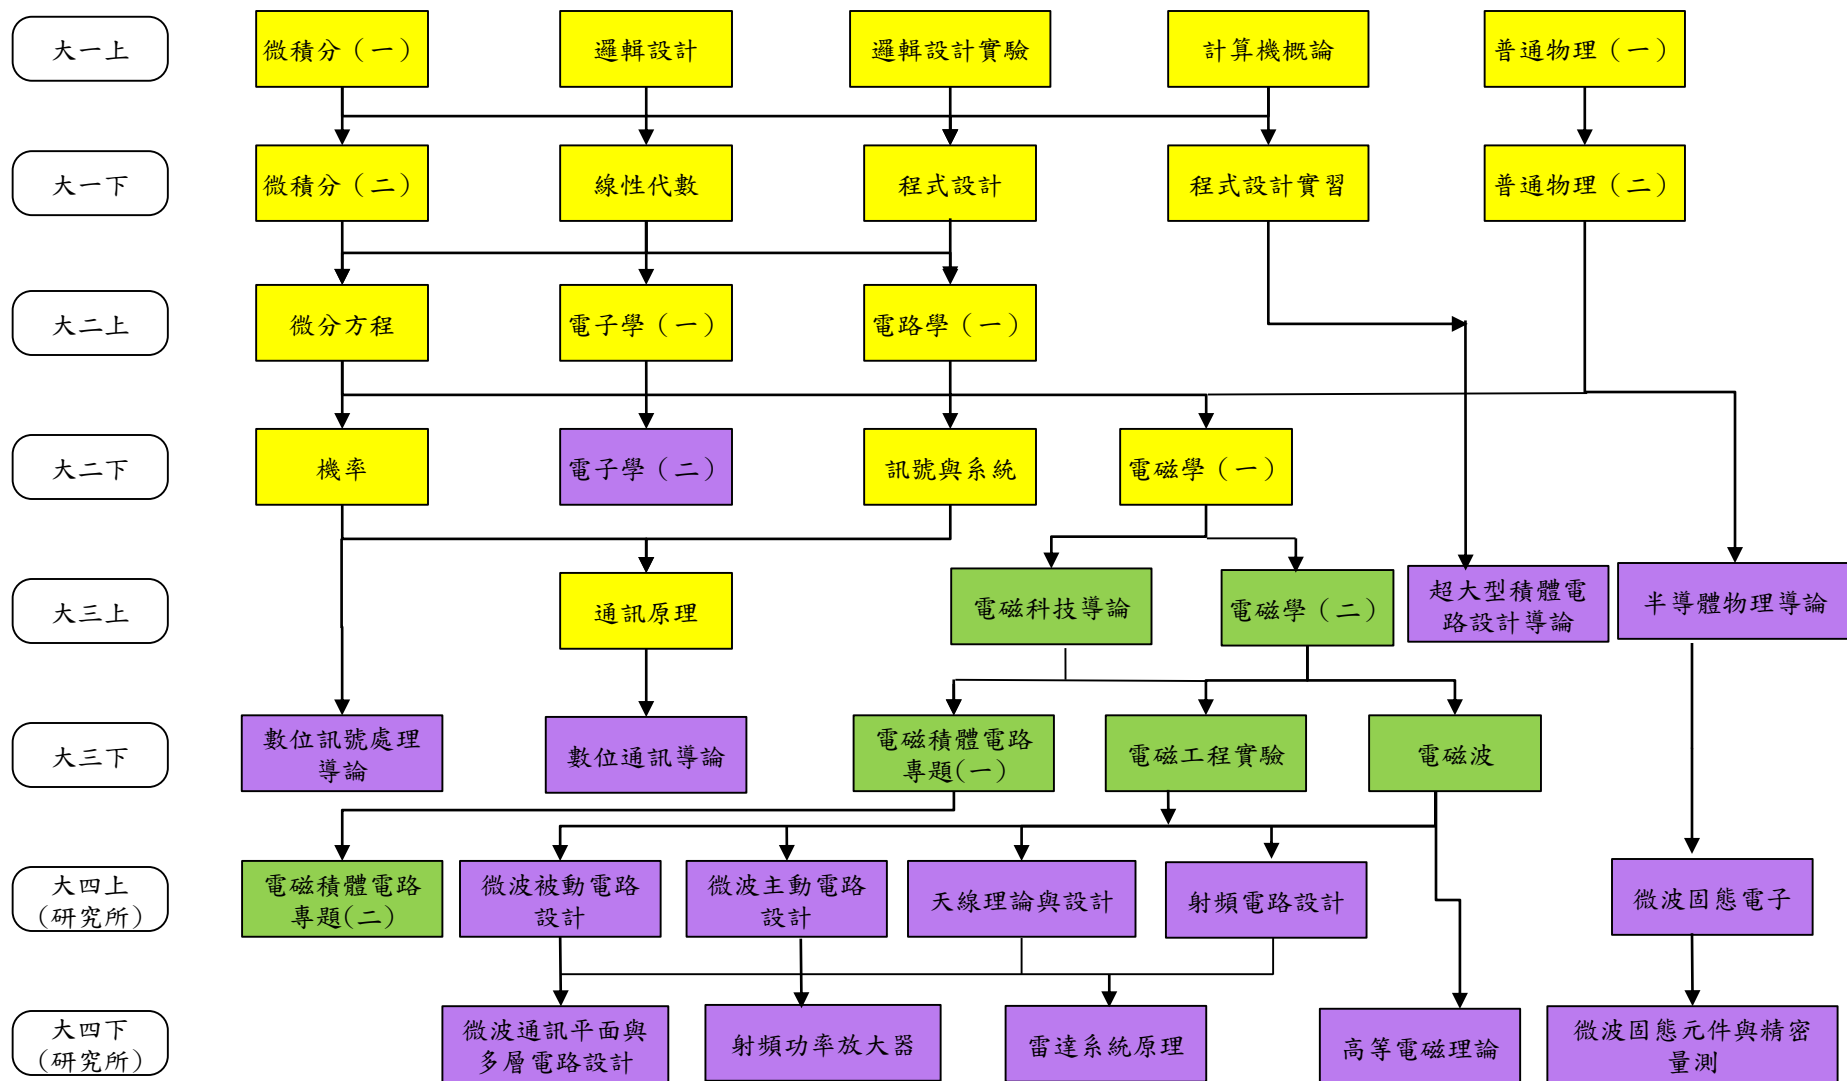 大一上
微積分（一）
邏輯設計
邏輯設計實驗
計算機概論
普通物理（一）
大一下
微積分（二）
線性代數
程式設計
程式設計實習
普通物理（二）
大二上
微分方程
電子學（一）
電路學（一）
大二下
機率
電子學（二）
訊號與系統
電磁學（一）
大三上
通訊原理
電磁科技導論
電磁學（二）
超大型積體電
路設計導論
半導體物理導論
大三下
數位訊號處理
導論
數位通訊導論
電磁積體電路
專題(一)
電磁工程實驗
電磁波
大四上
(研究所)
電磁積體電路
專題(二)
微波被動電路
設計
微波主動電路
設計
天線理論與設計
射頻電路設計
微波固態電子
大四下
(研究所)
微波通訊平面與
多層電路設計
射頻功率放大器
雷達系統原理
高等電磁理論
微波固態元件與精密
量測